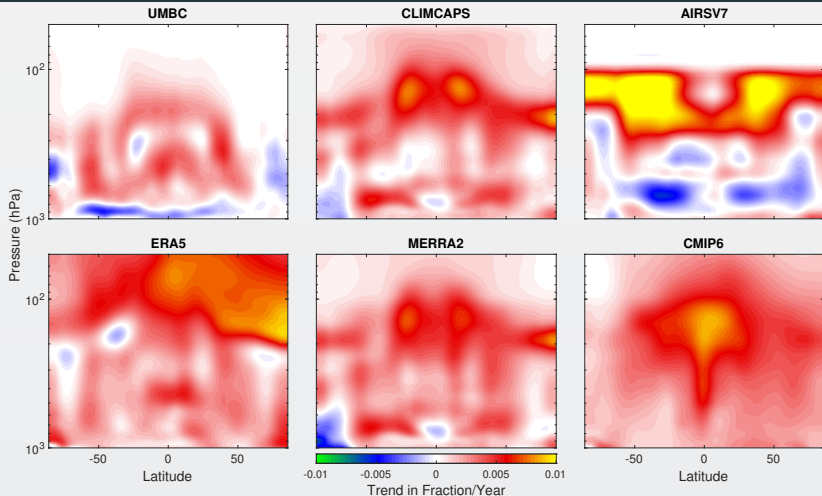 UMBC
CLIMCAPS
AIRSV7
10²
10³
Pressure (hPa)
ERA5
MERRA2
CMIP6
10²
10³
-50 0 50
-50 0 50
Latitude
Latitude
-0.01 -0.005 0 0.005 0.01
Trend in Fraction/Year